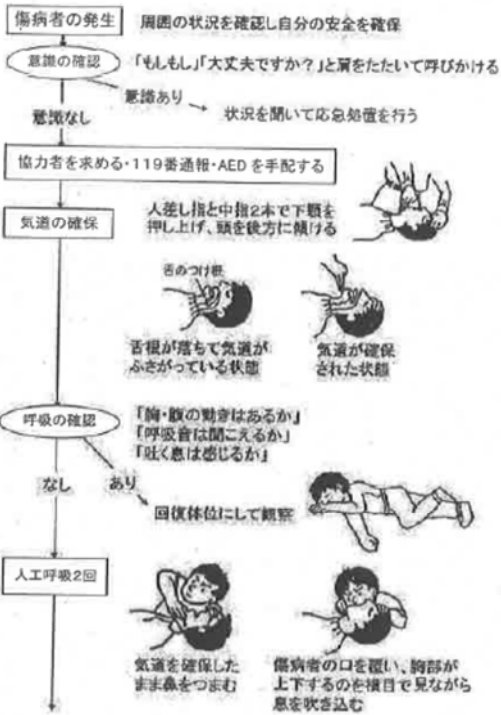 傷病者の発生
周囲の状況を確認し自分の安全を確保
意識の確認
「もしもし」「大丈夫ですか？」と肩をたたいて呼びかける
意識あり
状況を聞いて応急処置を行う
意識なし
協力者を求める・119番通報・AEDを手配する
気道の確保
人差し指と中指2本で下顎を
押し上げ、頭を後方に傾ける
舌のつけ根
舌根が落ちて気道が
ふさがっている状態
気道が確保
された状態
呼吸の確認
「胸・腹の動きはあるか」
「呼吸音は聞こえるか」
「吐く息は感じるか」
なし
あり
回復体位にして観察
人工呼吸2回
気道を確保した
まま鼻をつまむ
傷病者の口を覆い、胸部が
上下するのを横目で見ながら
息を吹き込む